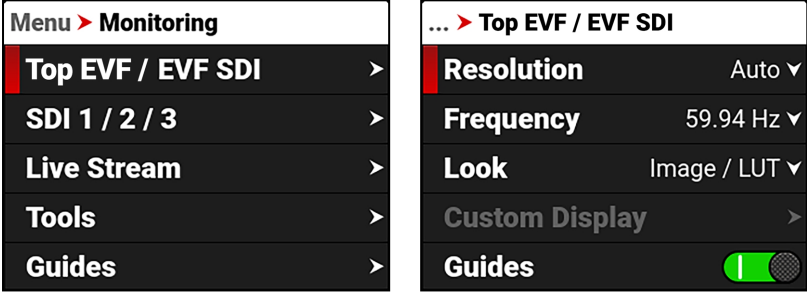 Menu ➤ Monitoring
Top EVF / EVF SDI
SDI 1 / 2 / 3
Live Stream
Tools
Guides
... ➤ Top EVF / EVF SDI
Resolution Auto
Frequency 59.94 Hz
Look Image / LUT
Custom Display
Guides